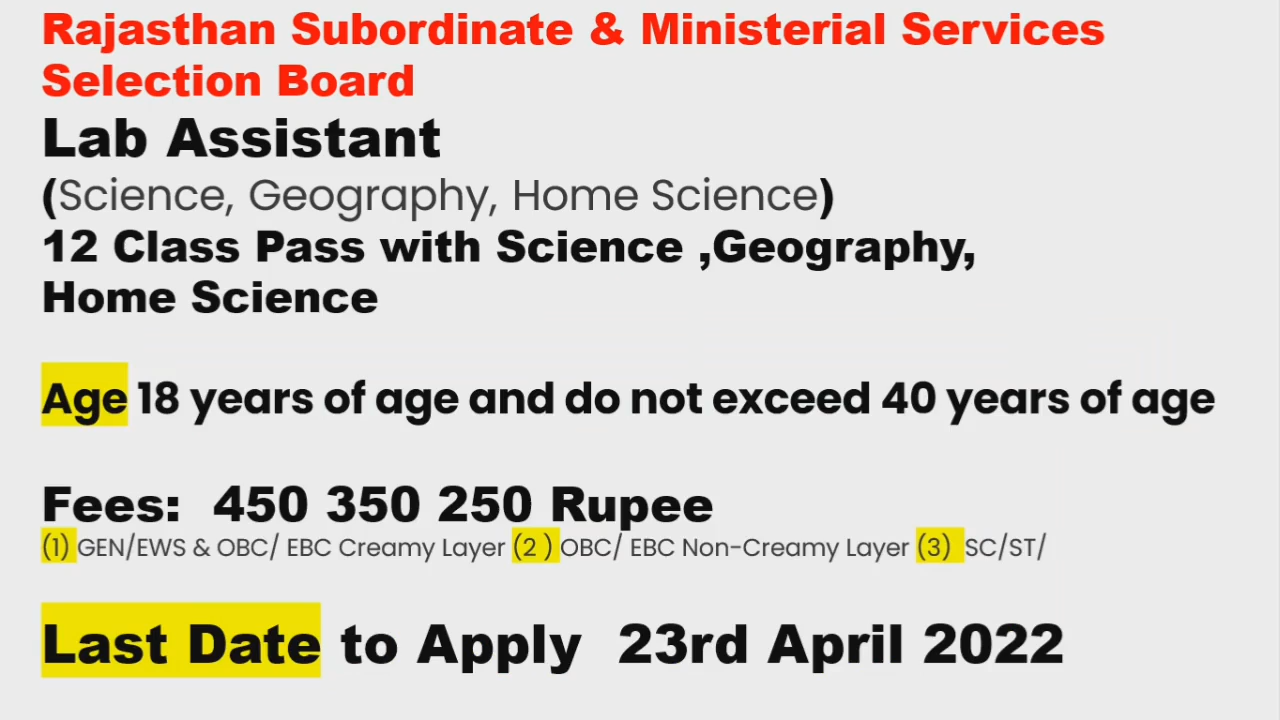 Rajasthan Subordinate & Ministerial Services
Selection Board
Lab Assistant
(Science, Geography, Home Science)
12 Class Pass with Science ,Geography,
Home Science
Age 18 years of age and do not exceed 40 years of age
Fees: 450 350 250 Rupee
(1) GEN/EWS & OBC/ EBC Creamy Layer (2 ) OBC/ EBC Non-Creamy Layer (3) SC/ST/
Last Date to Apply 23rd April 2022